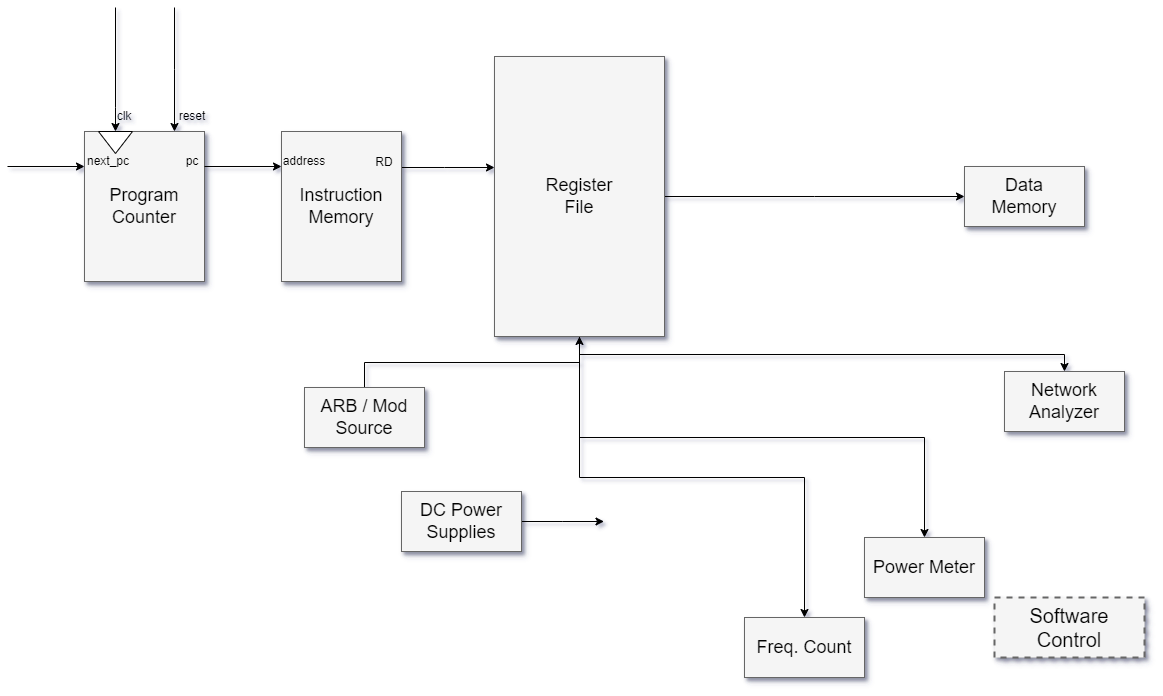 clk
reset
next_pc
pc
Program
Counter
address
RD
Instruction
Memory
Register
File
Data
Memory
ARB / Mod
Source
Network
Analyzer
DC Power
Supplies
Power Meter
Freq. Count
Software
Control